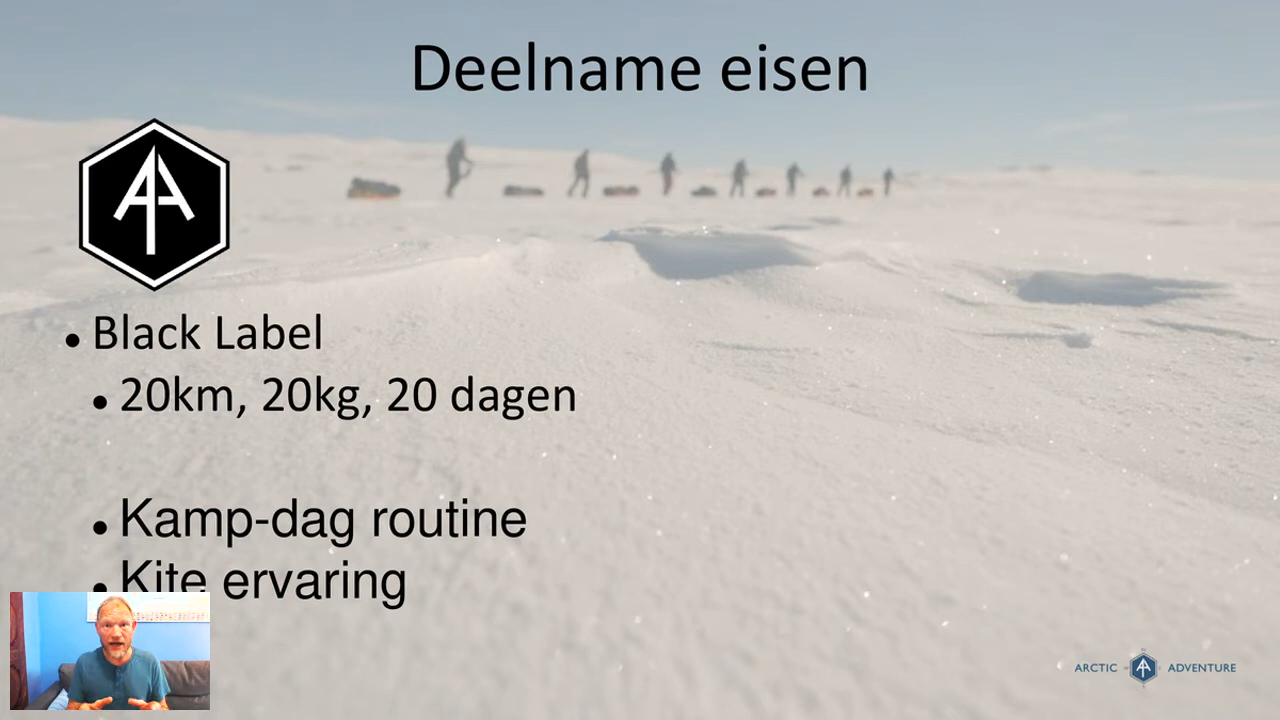 Deelname eisen
Black Label
20km, 20kg, 20 dagen
Kamp-dag routine
Kite ervaring
ARCTIC ADVENTURE